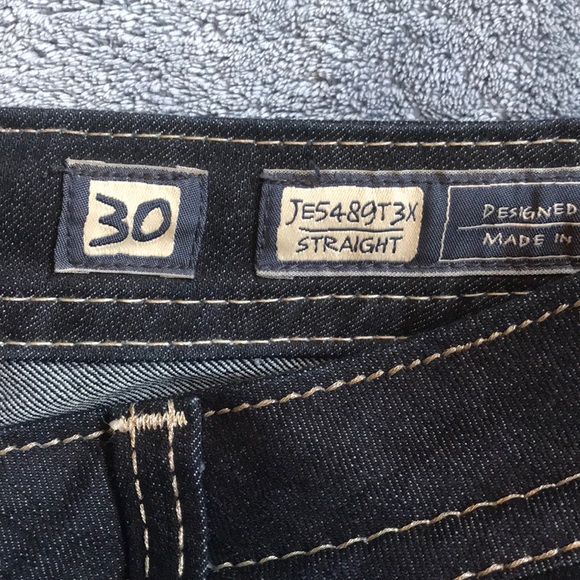 30
JE5489T3X
STRAIGHT
DESIGNED
MADE IN